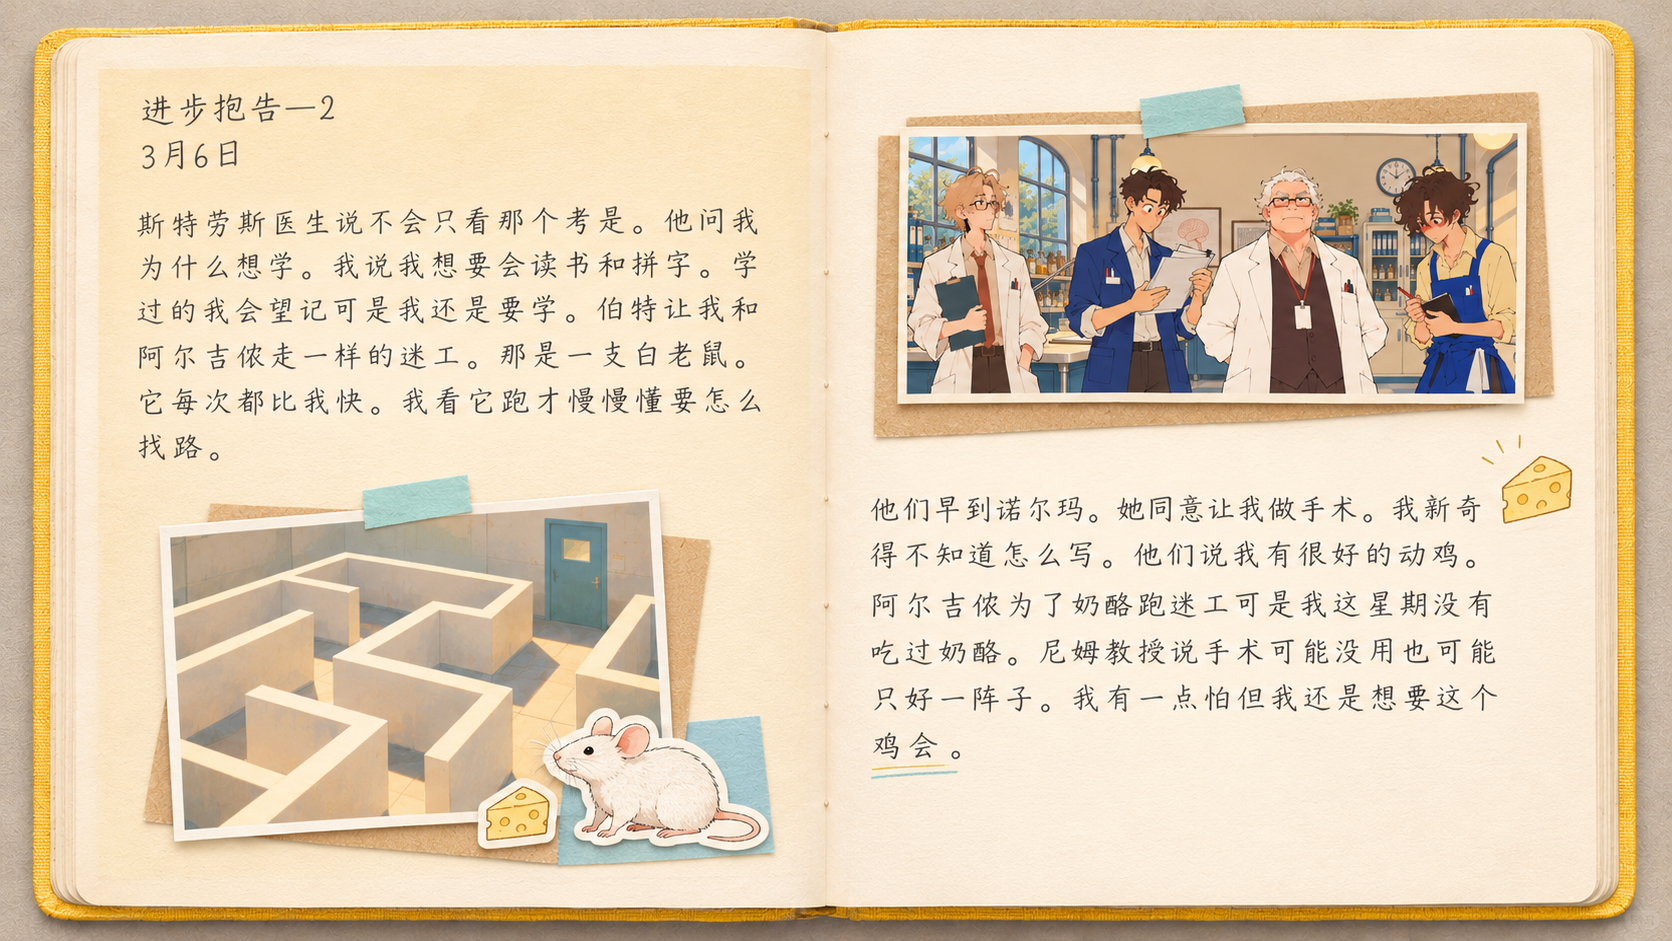 进步抱告—2
3月6日
斯特劳斯医生说不会只看那个考是。他问我
为什么想学。我说我想要会读书和拼字。学
过的我会望记可是我还是要学。伯特让我和
阿尔吉侬走一样的迷工。那是一支白老鼠。
它每次都比我快。我看它跑才慢慢懂要怎么
找路。
他们早到诺尔玛。她同意让我做手术。我新奇
得不知道怎么写。他们说我有很好的动鸡。
阿尔吉侬为了奶酪跑迷工可是我这星期没有
吃过奶酪。尼姆教授说手术可能没用也可能
只好一阵子。我有一点怕但我还是想要这个
鸡会。